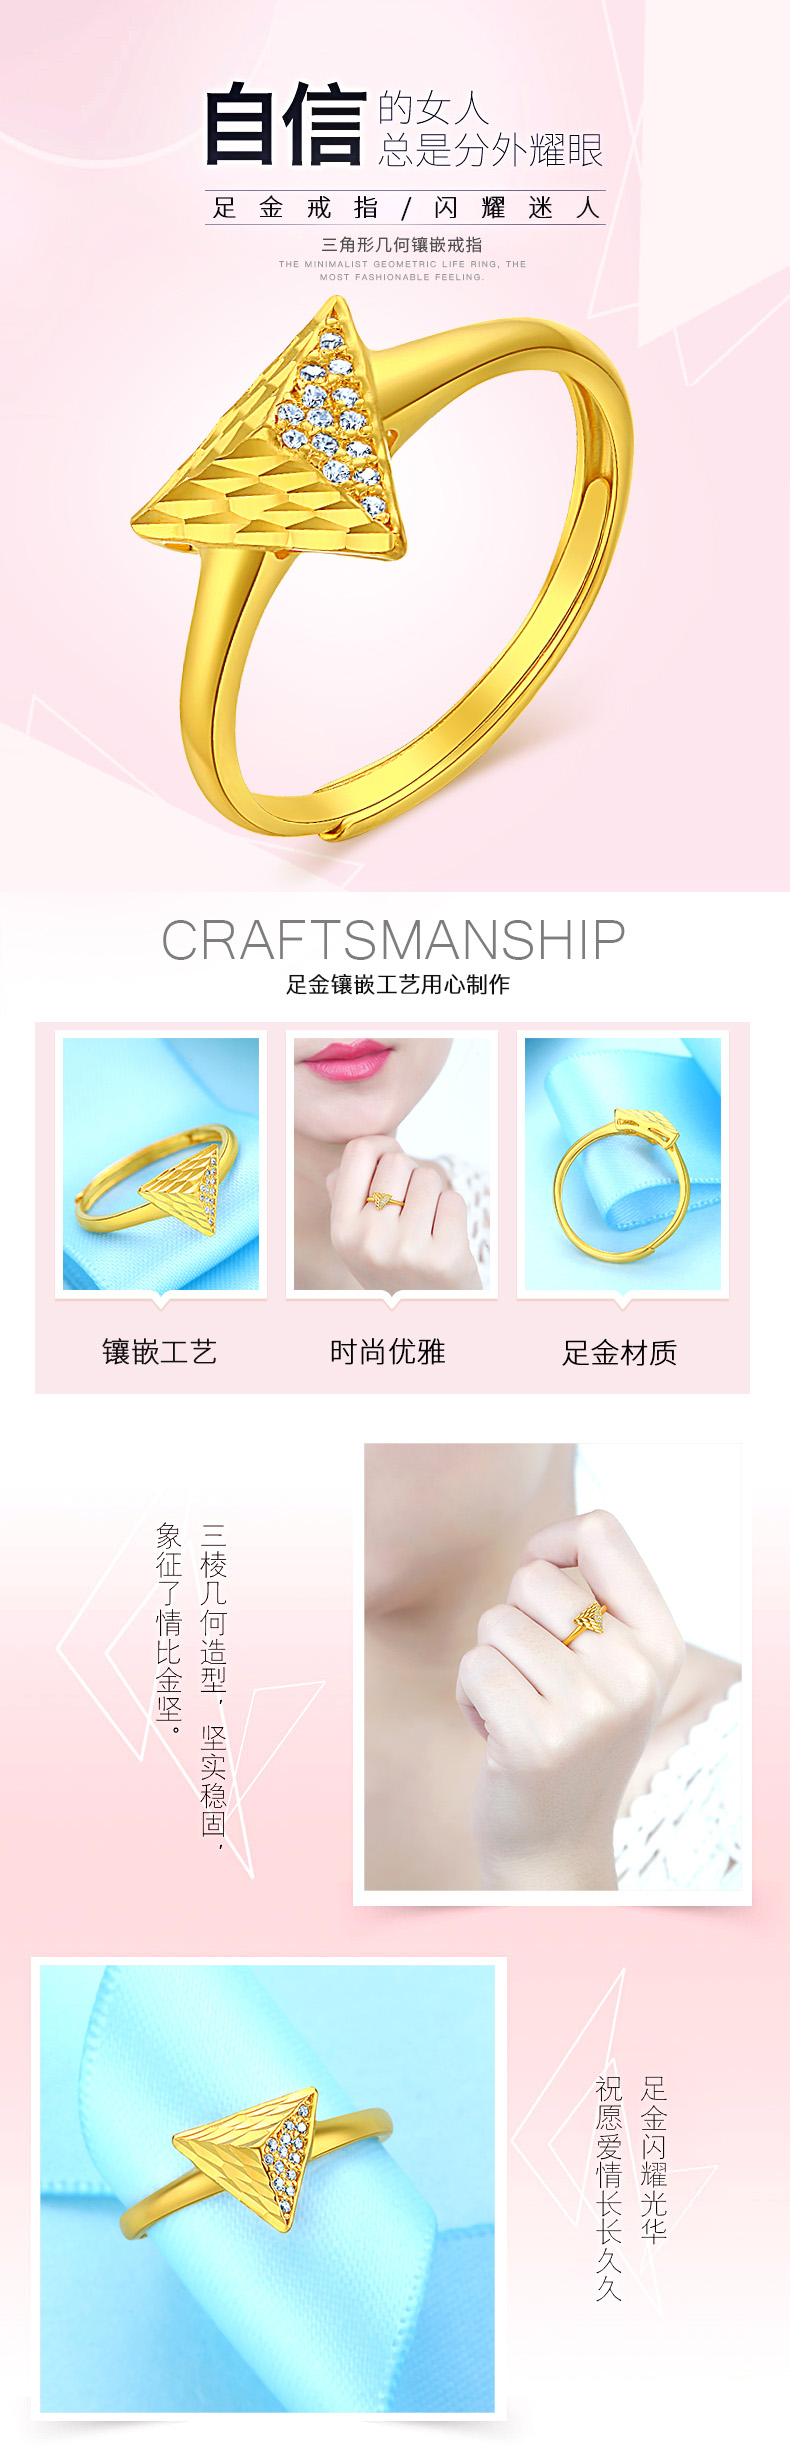 自信的女人
总是分外耀眼
足金戒指/闪耀迷人
三角形几何镶嵌戒指
THE MINIMALIST GEOMETRIC LIFE RING, THE
MOST FASHIONABLE FEELING.
CRAFTSMANSHIP
足金镶嵌工艺用心制作
镶嵌工艺
时尚优雅
足金材质
三棱几何造型，坚实稳固，
象征了情比金坚。
足金闪耀光华
祝愿爱情长长久久